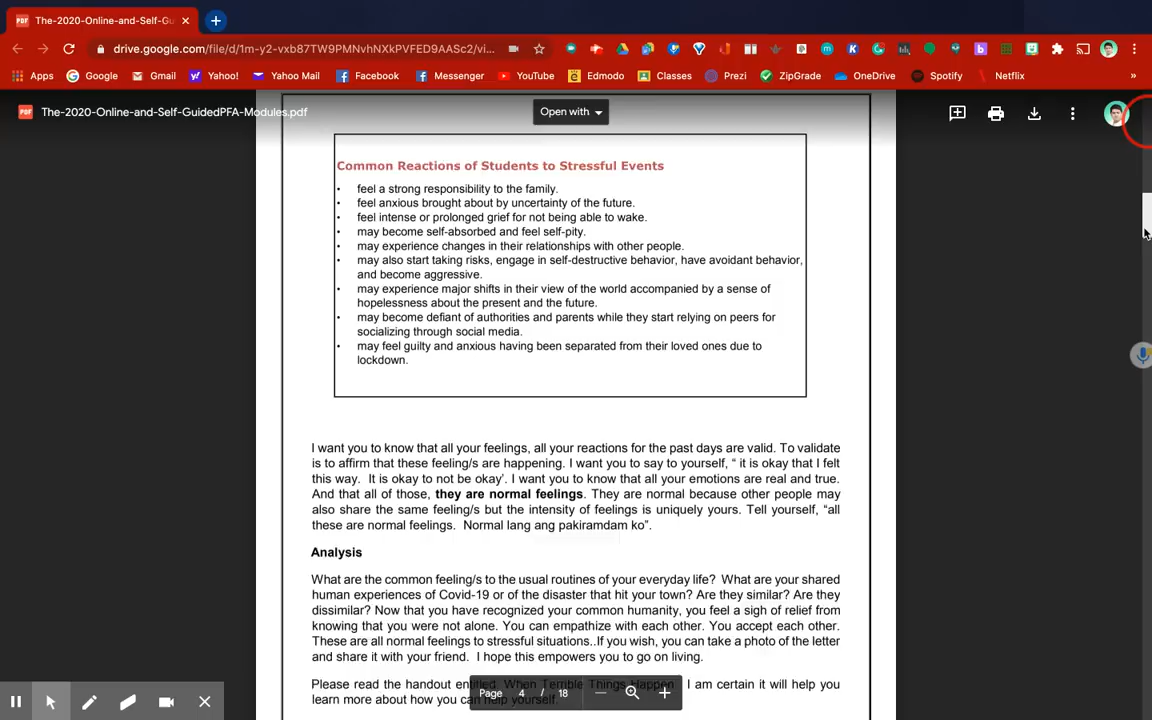 The-2020-Online-and-Self-Gu
drive.google.com/file/d/1m-y2-vxb87TW9PMNvhNXkPVFED9AASc2/vi...
Apps Google Gmail Yahoo! Yahoo Mail Facebook Messenger YouTube Edmodo Classes Prezi ZipGrade OneDrive Spotify Netflix »
The-2020-Online-and-Self-GuidedPFA-Modules.pdf
Open with
Common Reactions of Students to Stressful Events
• feel a strong responsibility to the family.
• feel anxious brought about by uncertainty of the future.
• feel intense or prolonged grief for not being able to wake.
• may become self-absorbed and feel self-pity.
• may experience changes in their relationships with other people.
• may also start taking risks, engage in self-destructive behavior, have avoidant behavior,
and become aggressive.
• may experience major shifts in their view of the world accompanied by a sense of
hopelessness about the present and the future.
• may become defiant of authorities and parents while they start relying on peers for
socializing through social media.
• may feel guilty and anxious having been separated from their loved ones due to
lockdown.
I want you to know that all your feelings, all your reactions for the past days are valid. To validate
is to affirm that these feeling/s are happening. I want you to say to yourself, “ it is okay that I felt
this way. It is okay to not be okay’. I want you to know that all your emotions are real and true.
And that all of those, they are normal feelings. They are normal because other people may
also share the same feeling/s but the intensity of feelings is uniquely yours. Tell yourself, “all
these are normal feelings. Normal lang ang pakiramdam ko”.
Analysis
What are the common feeling/s to the usual routines of your everyday life? What are your shared
human experiences of Covid-19 or of the disaster that hit your town? Are they similar? Are they
dissimilar? Now that you have recognized your common humanity, you feel a sigh of relief from
knowing that you were not alone. You can empathize with each other. You accept each other.
These are all normal feelings to stressful situations..If you wish, you can take a photo of the letter
and share it with your friend. I hope this empowers you to go on living.
Please read the handout entitled, When Terrible Things Happen. I am certain it will help you
learn more about how you can help yourself.
Page 4 / 18